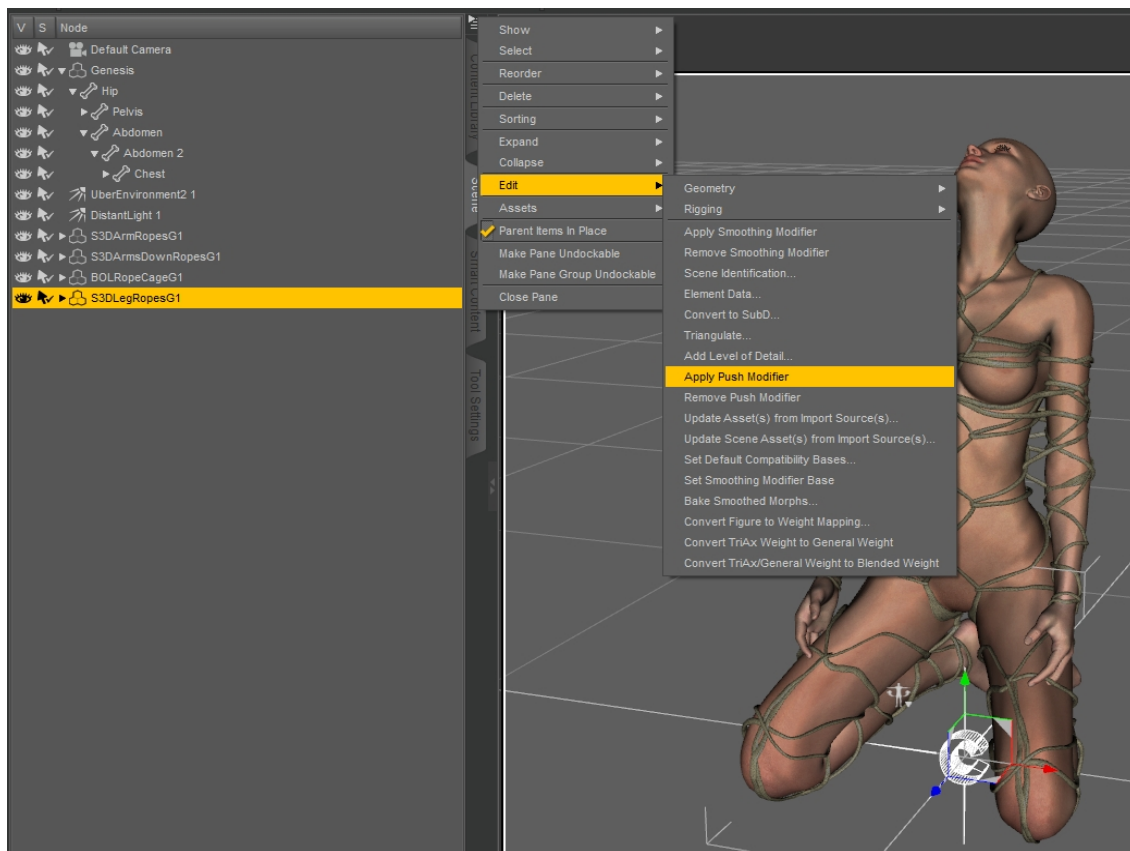 V S Node
Default Camera
Genesis
Hip
Pelvis
Abdomen
Abdomen 2
Chest
UberEnvironment2 1
DistantLight 1
S3DArmRopesG1
S3DArmsDownRopesG1
BOLRopeCageG1
S3DLegRopesG1
Content Library
Scene
Smart Content
Tool Settings
Show
Select
Reorder
Delete
Sorting
Expand
Collapse
Edit
Assets
Parent Items In Place
Make Pane Undockable
Make Pane Group Undockable
Close Pane
Geometry
Rigging
Apply Smoothing Modifier
Remove Smoothing Modifier
Scene Identification...
Element Data...
Convert to SubD...
Triangulate...
Add Level of Detail...
Apply Push Modifier
Remove Push Modifier
Update Asset(s) from Import Source(s)...
Update Scene Asset(s) from Import Source(s)...
Set Default Compatibility Bases...
Set Smoothing Modifier Base
Bake Smoothed Morphs...
Convert Figure to Weight Mapping...
Convert TriAx Weight to General Weight
Convert TriAx/General Weight to Blended Weight